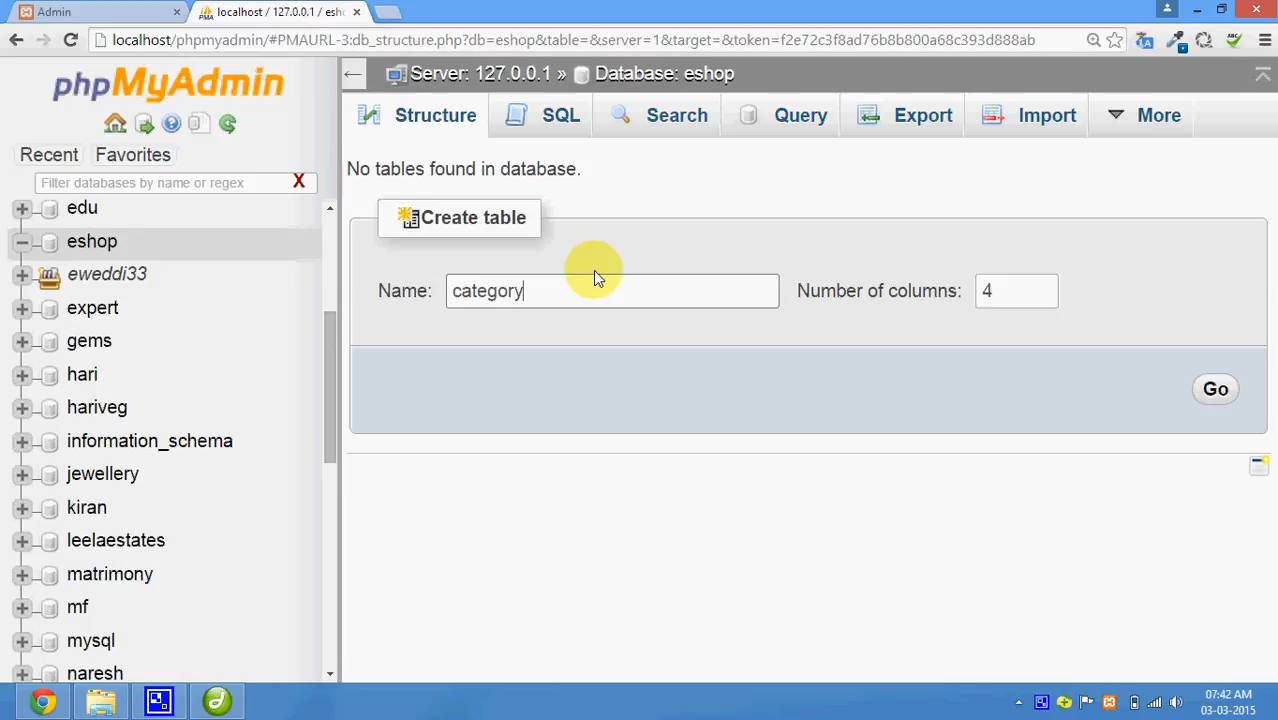 Admin
localhost / 127.0.0.1 / esh
localhost/phpmyadmin/#PMAURL-3:db_structure.php?db=eshop&table=&server=1&target=&token=f2e72c3f8ad76b8b800a68c393d888ab
phpMyAdmin
Recent
Favorites
Filter databases by name or regex
X
edu
eshop
eweddi33
expert
gems
hari
hariveg
information_schema
jewellery
kiran
leelaestates
matrimony
mf
mysql
naresh
Server: 127.0.0.1 » Database: eshop
Structure
SQL
Search
Query
Export
Import
More
No tables found in database.
Create table
Name: category
Number of columns: 4
Go
07:42 AM
03-03-2015